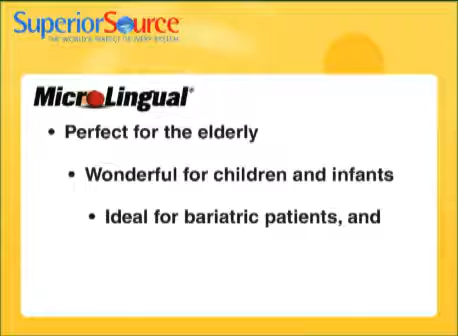 SuperiorSource
THE WORLD'S PERFECT DELIVERY SYSTEM
MicroLingual®
• Perfect for the elderly
• Wonderful for children and infants
• Ideal for bariatric patients, and